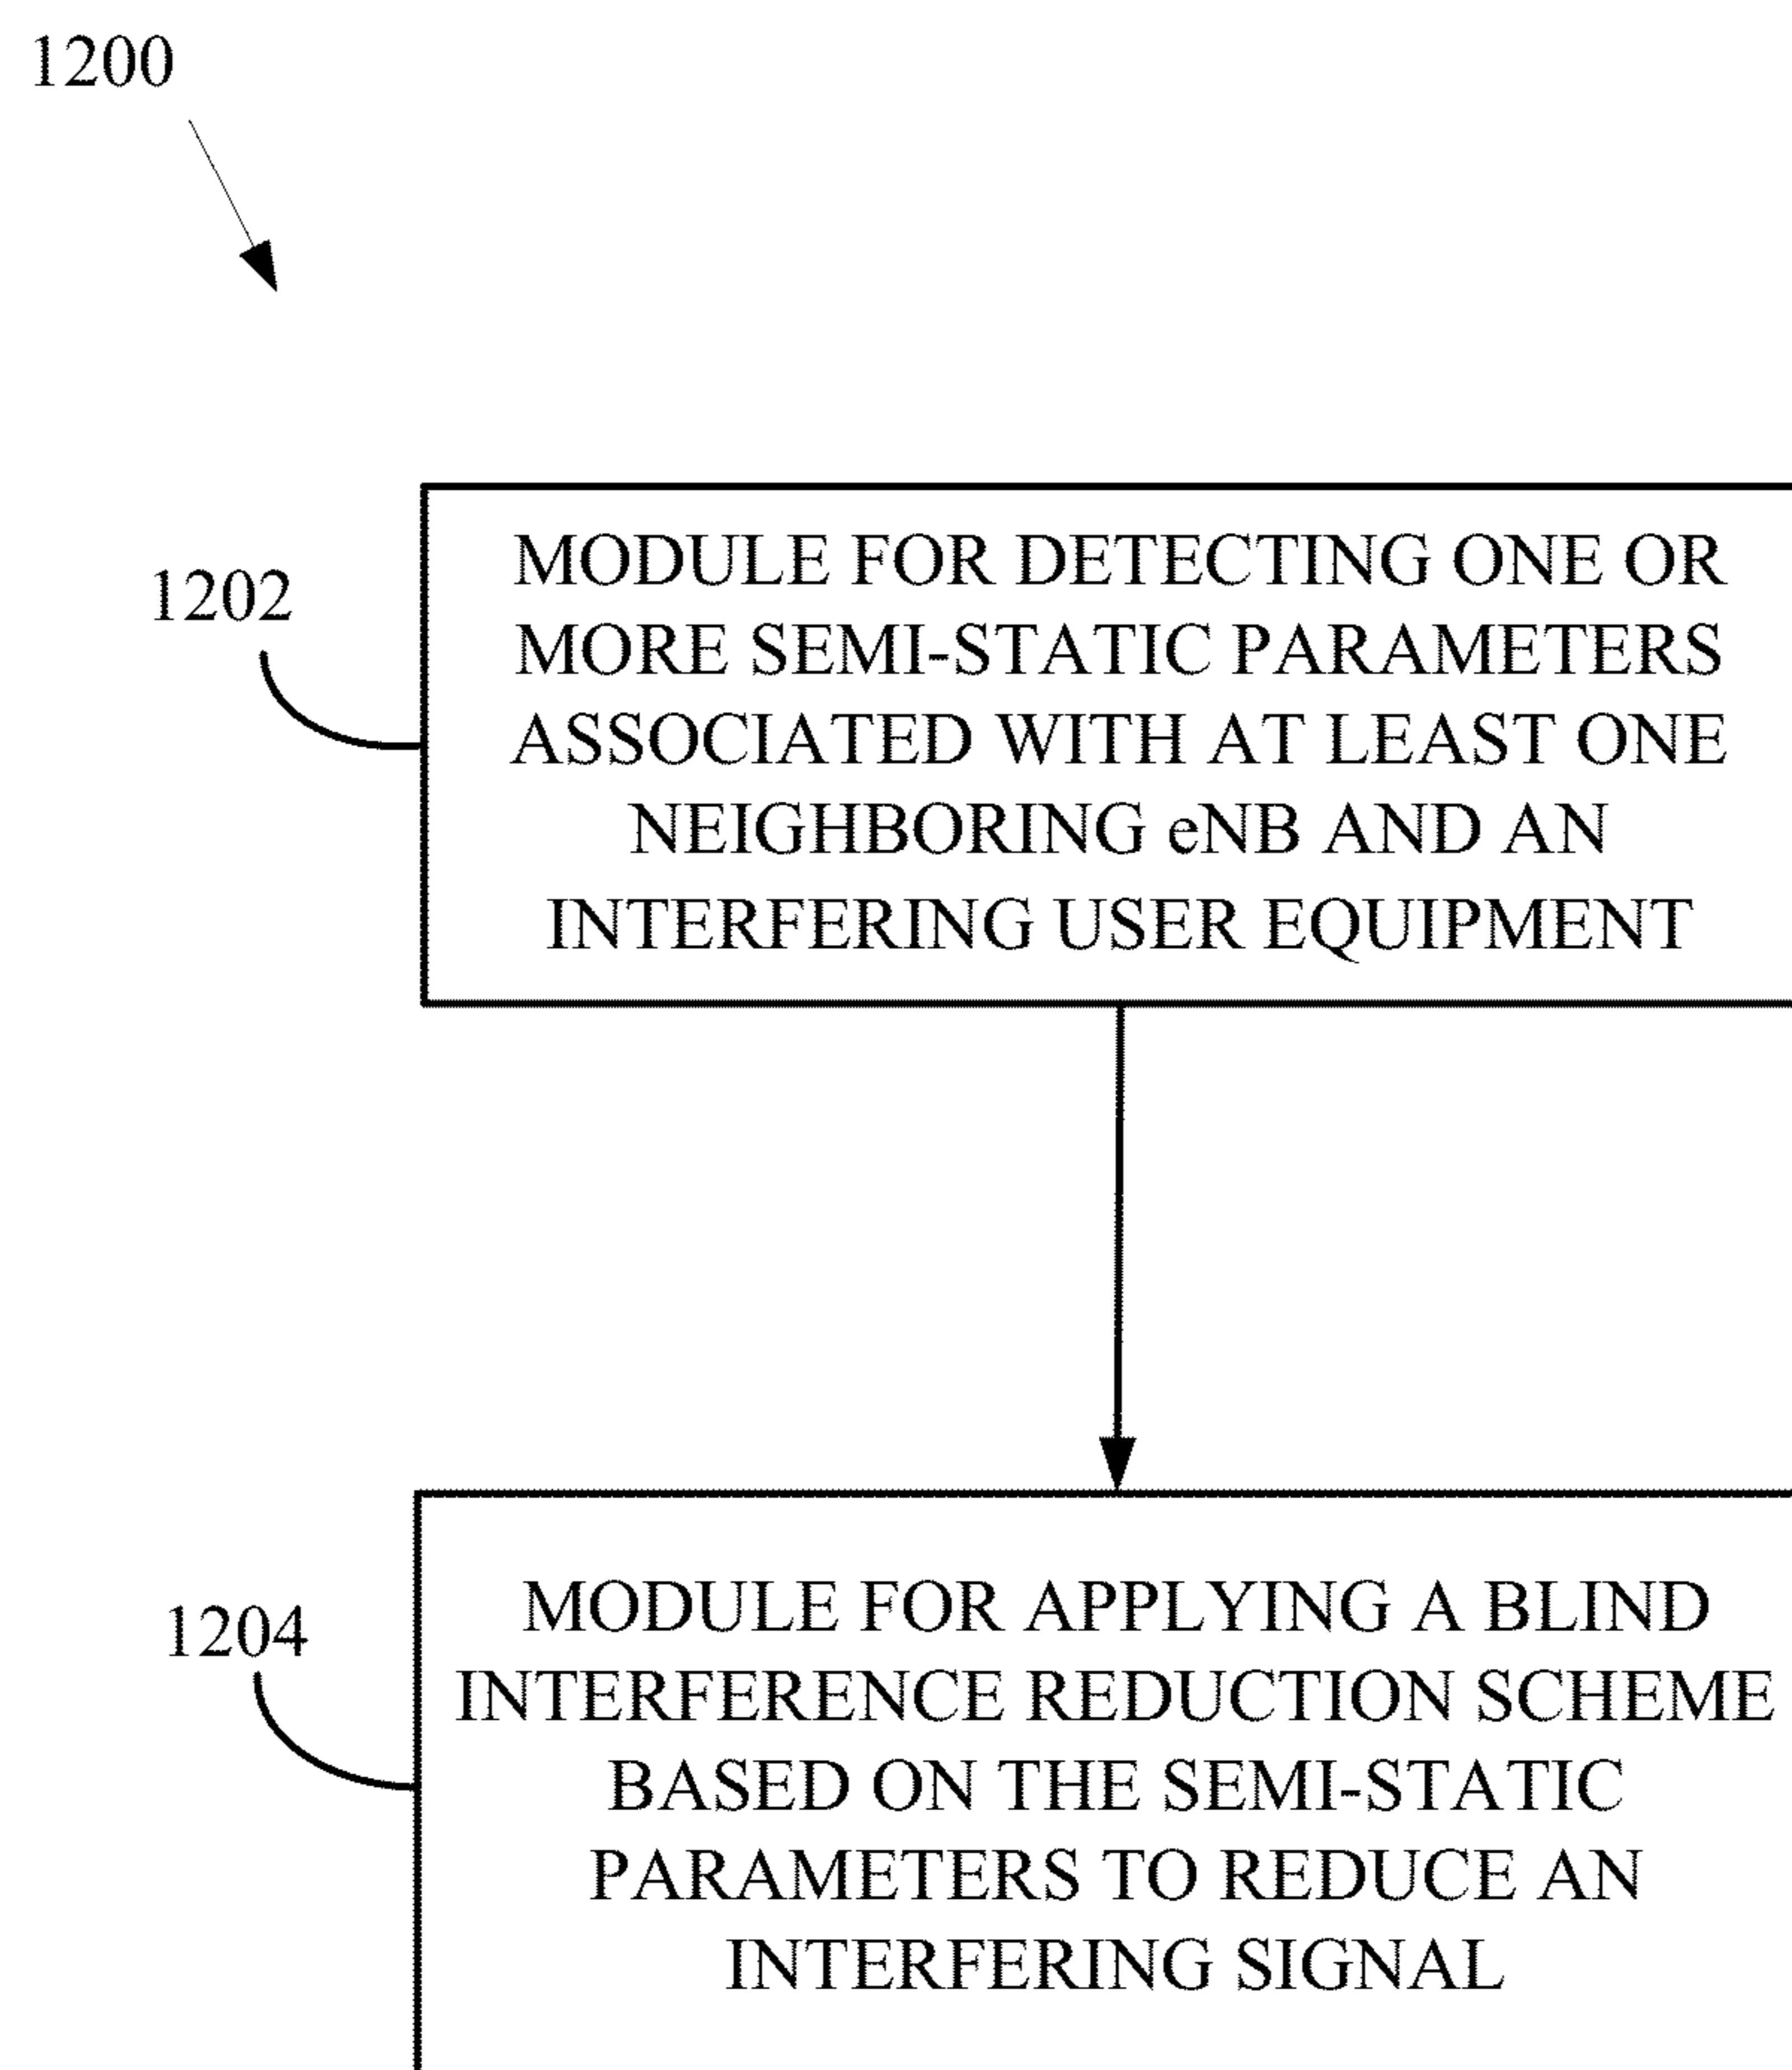 1200
1202
MODULE FOR DETECTING ONE OR
MORE SEMI-STATIC PARAMETERS
ASSOCIATED WITH AT LEAST ONE
NEIGHBORING eNB AND AN
INTERFERING USER EQUIPMENT
1204
MODULE FOR APPLYING A BLIND
INTERFERENCE REDUCTION SCHEME
BASED ON THE SEMI-STATIC
PARAMETERS TO REDUCE AN
INTERFERING SIGNAL